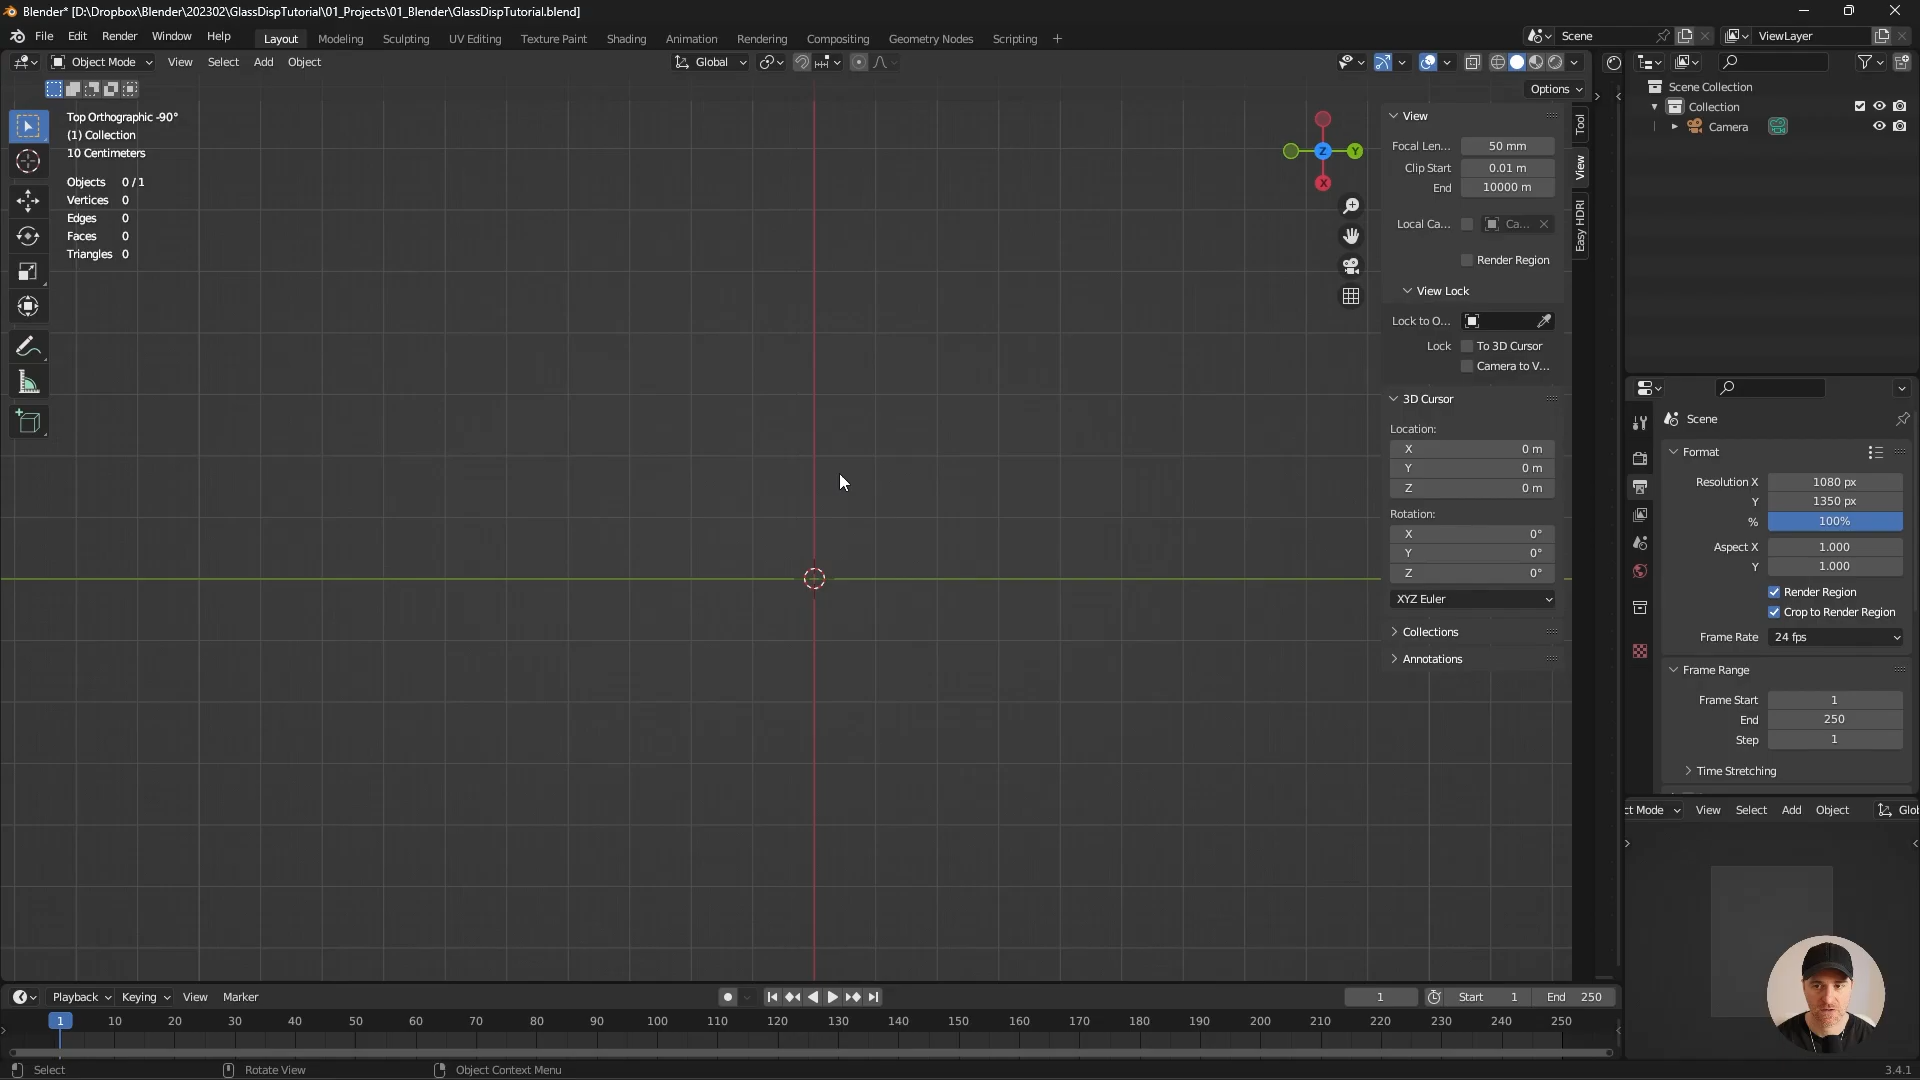 Blender* [D:\Dropbox\Blender\202302\GlassDispTutorial\01_Projects\01_Blender\GlassDispTutorial.blend]
File Edit Render Window Help Layout Modeling Sculpting UV Editing Texture Paint Shading Animation Rendering Compositing Geometry Nodes Scripting + Scene ViewLayer
Object Mode View Select Add Object Global
Options
Top Orthographic -90°
(1) Collection
10 Centimeters
Objects 0/1
Vertices 0
Edges 0
Faces 0
Triangles 0
Z Y X
View
Focal Len... 50 mm
Clip Start 0.01 m
End 10000 m
Local Ca... Ca...
Render Region
View Lock
Lock to O...
Lock To 3D Cursor
Camera to V...
3D Cursor
Location:
X 0 m
Y 0 m
Z 0 m
Rotation:
X 0°
Y 0°
Z 0°
XYZ Euler
Collections
Annotations
Tool
View
Easy HDRI
Scene Collection
Collection
Camera
Scene
Format
Resolution X 1080 px
Y 1350 px
% 100%
Aspect X 1.000
Y 1.000
Render Region
Crop to Render Region
Frame Rate 24 fps
Frame Range
Frame Start 1
End 250
Step 1
Time Stretching
ct Mode View Select Add Object Glob
Playback Keying View Marker 1 Start 1 End 250
1 10 20 30 40 50 60 70 80 90 100 110 120 130 140 150 160 170 180 190 200 210 220 230 240 250
Select Rotate View Object Context Menu 3.4.1